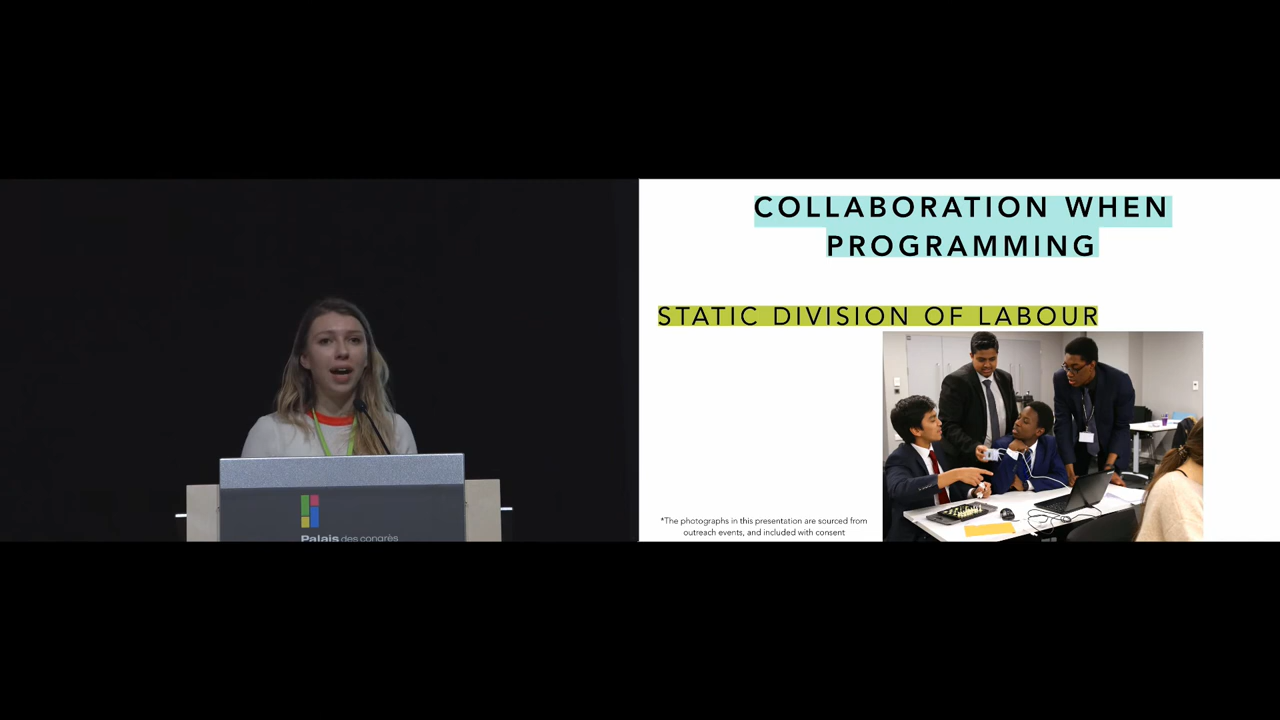 COLLABORATION WHEN
PROGRAMMING
STATIC DIVISION OF LABOUR
*The photographs in this presentation are sourced from
outreach events, and included with consent
Palais des congrès